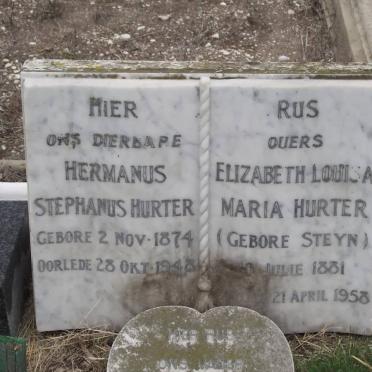 HIER
ONS DIERBARE
HERMANUS
STEPHANUS HURTER
GEBORE 2 NOV. 1874
OORLEDE 28 OKT. 1948
RUS
OUERS
ELIZABETH LOUISA
MARIA HURTER
(GEBORE STEYN)
JULIE 1881
21 APRIL 1958
ONS